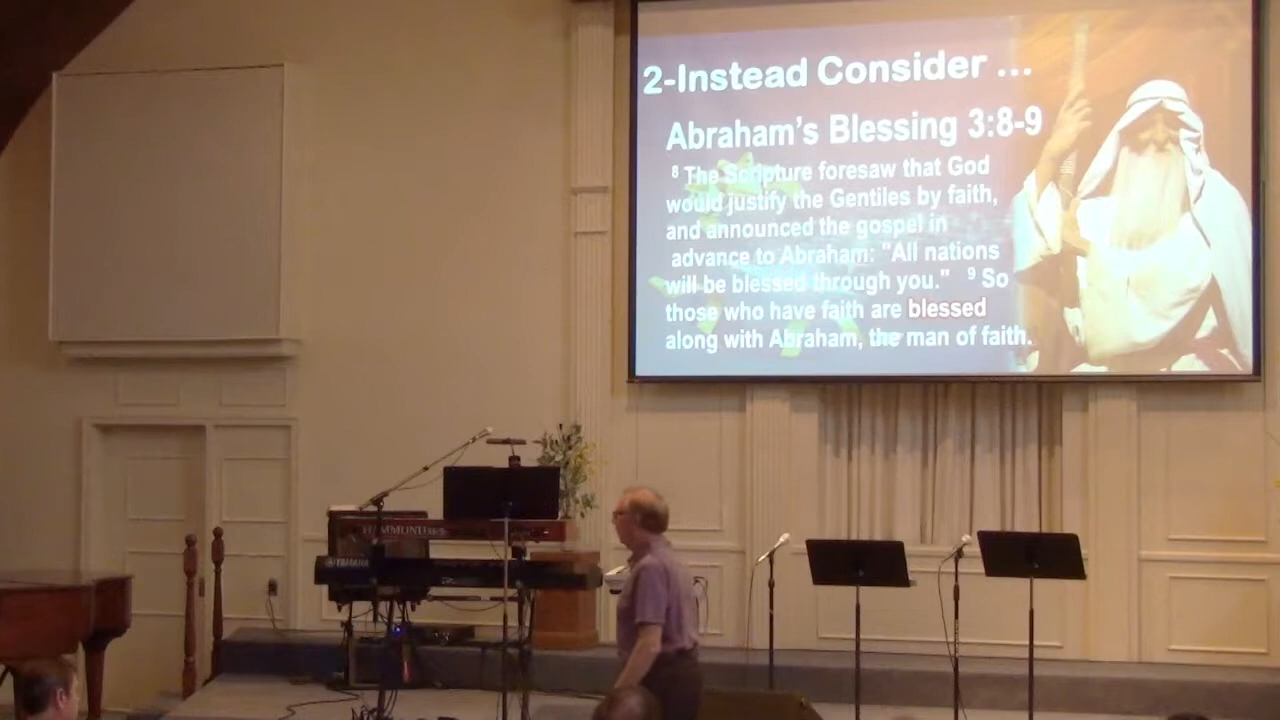 2-Instead Consider ...
Abraham's Blessing 3:8-9
8 The Scripture foresaw that God
would justify the Gentiles by faith,
and announced the gospel in
advance to Abraham: "All nations
will be blessed through you." 9 So
those who have faith are blessed
along with Abraham, the man of faith.
HAMMOND
YAMAHA